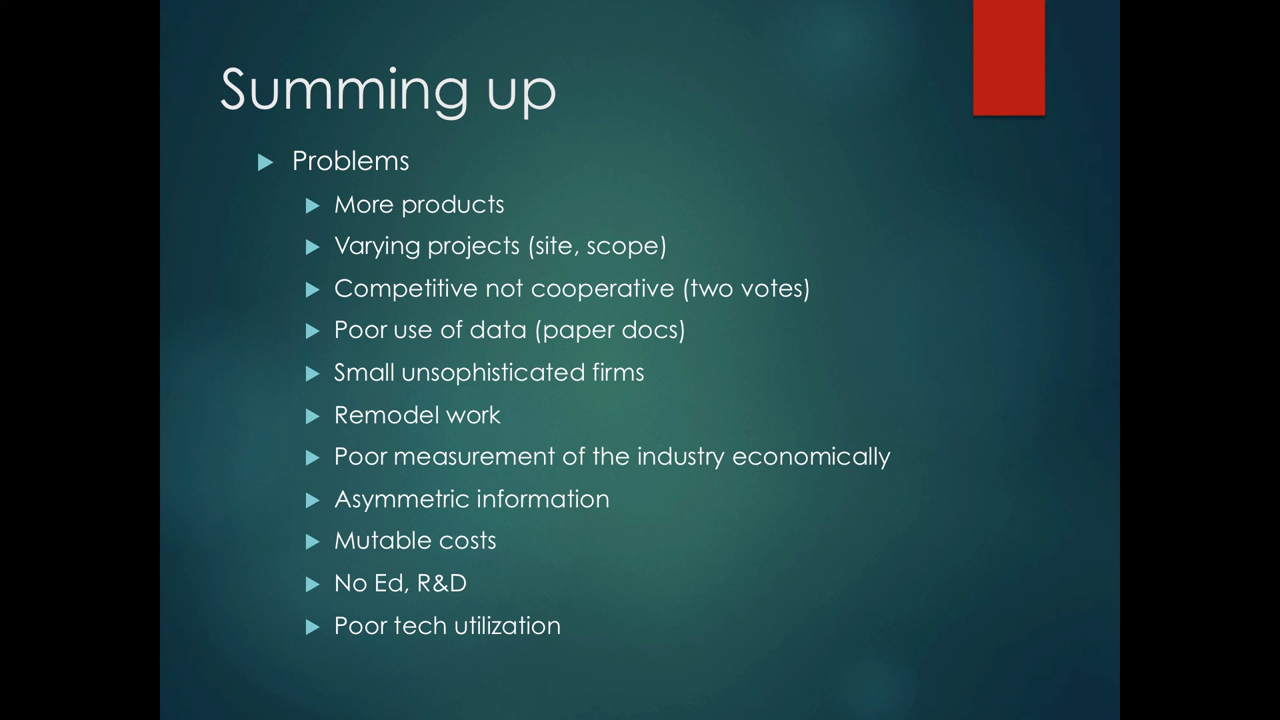 Summing up
Problems
More products
Varying projects (site, scope)
Competitive not cooperative (two votes)
Poor use of data (paper docs)
Small unsophisticated firms
Remodel work
Poor measurement of the industry economically
Asymmetric information
Mutable costs
No Ed, R&D
Poor tech utilization